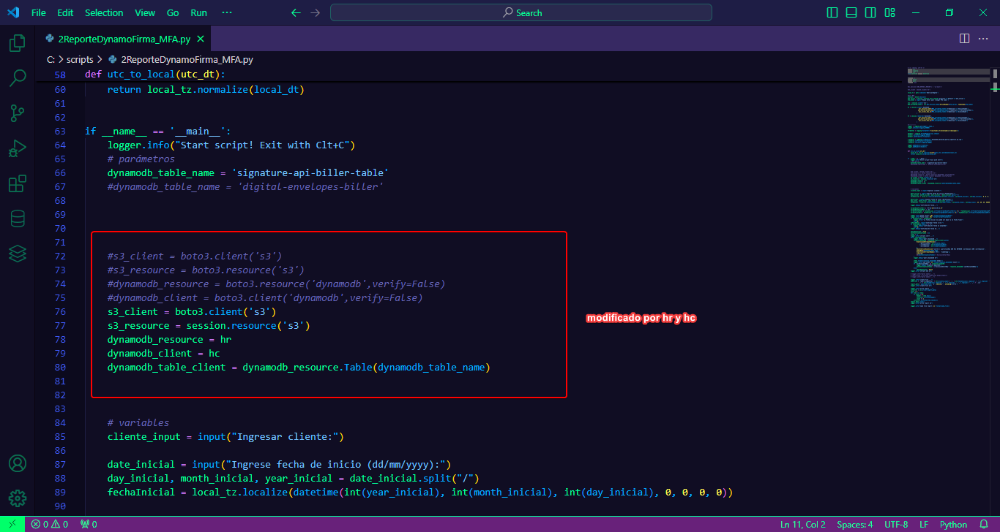 File Edit Selection View Go Run ··· Search
2ReporteDynamoFirma_MFA.py
C: > scripts > 2ReporteDynamoFirma_MFA.py
58 def utc_to_local(utc_dt):
60 return local_tz.normalize(local_dt)
61
62
63 if __name__ == '__main__':
64 logger.info("Start script! Exit with Clt+C")
65 # parámetros
66 dynamodb_table_name = 'signature-api-biller-table'
67 #dynamodb_table_name = 'digital-envelopes-biller'
68
69
70
71
72 #s3_client = boto3.client('s3')
73 #s3_resource = boto3.resource('s3')
74 #dynamodb_resource = boto3.resource('dynamodb',verify=False)
75 #dynamodb_client = boto3.client('dynamodb',verify=False)
76 s3_client = boto3.client('s3')
77 s3_resource = session.resource('s3')
78 dynamodb_resource = hr
79 dynamodb_client = hc
80 dynamodb_table_client = dynamodb_resource.Table(dynamodb_table_name)
81
82
modificado por hr y hc
83
84 # variables
85 cliente_input = input("Ingresar cliente:")
86
87 date_inicial = input("Ingrese fecha de inicio (dd/mm/yyyy):")
88 day_inicial, month_inicial, year_inicial = date_inicial.split("/")
89 fechaInicial = local_tz.localize(datetime(int(year_inicial), int(month_inicial), int(day_inicial), 0, 0, 0, 0))
90
0 0 0 Ln 11, Col 2 Spaces: 4 UTF-8 LF Python